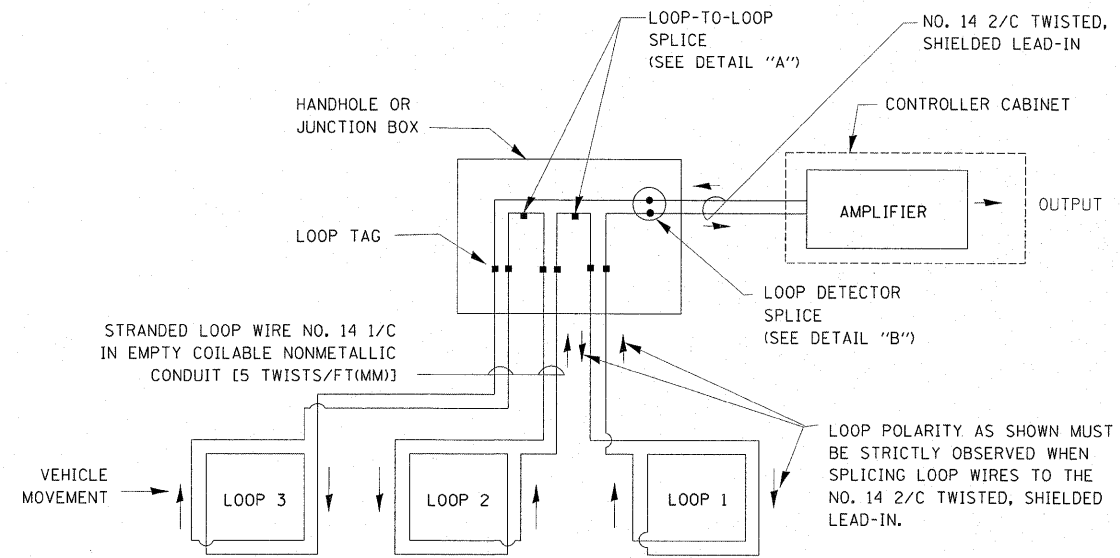 LOOP-TO-LOOP
SPLICE
(SEE DETAIL "A")
NO. 14 2/C TWISTED,
SHIELDED LEAD-IN
HANDHOLE OR
JUNCTION BOX
CONTROLLER CABINET
AMPLIFIER
OUTPUT
LOOP TAG
LOOP DETECTOR
SPLICE
(SEE DETAIL "B")
STRANDED LOOP WIRE NO. 14 1/C
IN EMPTY COILABLE NONMETALLIC
CONDUIT [5 TWISTS/FT(MM)]
LOOP POLARITY AS SHOWN MUST
BE STRICTLY OBSERVED WHEN
SPLICING LOOP WIRES TO THE
NO. 14 2/C TWISTED, SHIELDED
LEAD-IN.
VEHICLE
MOVEMENT
LOOP 3
LOOP 2
LOOP 1